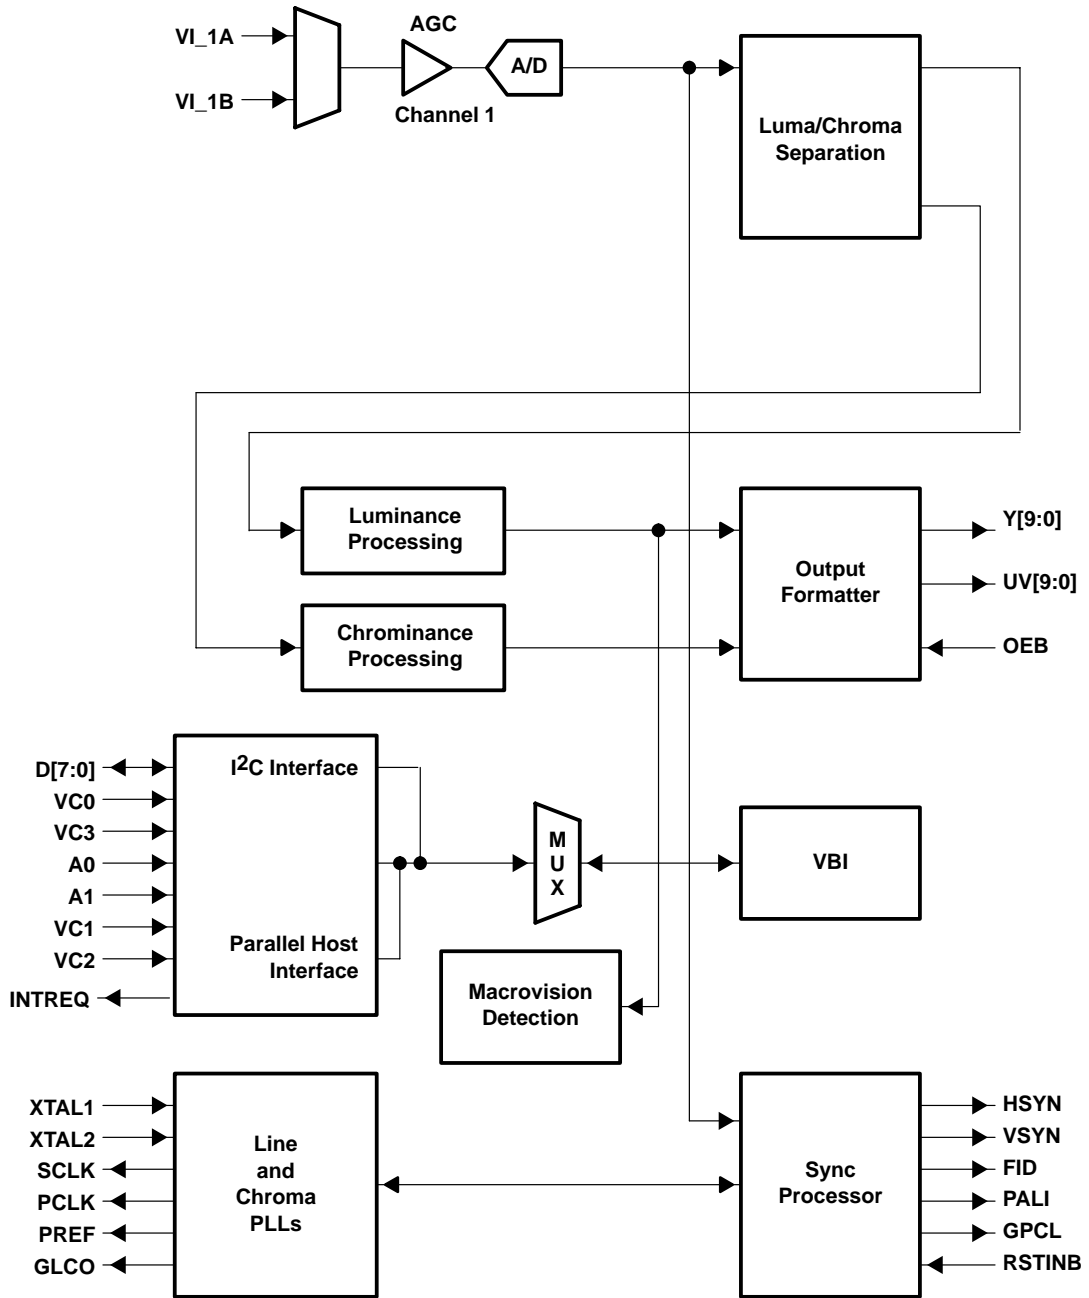 AGC
VI_1A
VI_1B
A/D
Channel 1
Luma/Chroma
Separation
Luminance
Processing
Chrominance
Processing
Output
Formatter
Y[9:0]
UV[9:0]
OEB
D[7:0]
VC0
VC3
A0
A1
VC1
VC2
INTREQ
I2C Interface
Parallel Host
Interface
M
U
X
VBI
Macrovision
Detection
XTAL1
XTAL2
SCLK
PCLK
PREF
GLCO
Line
and
Chroma
PLLs
Sync
Processor
HSYN
VSYN
FID
PALI
GPCL
RSTINB